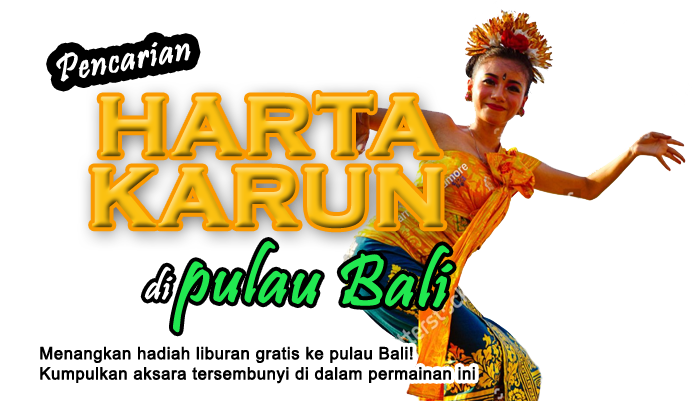 Pencarian
HARTA
KARUN
di pulau Bali
Menangkan hadiah liburan gratis ke pulau Bali!
Kumpulkan aksara tersembunyi di dalam permainan ini